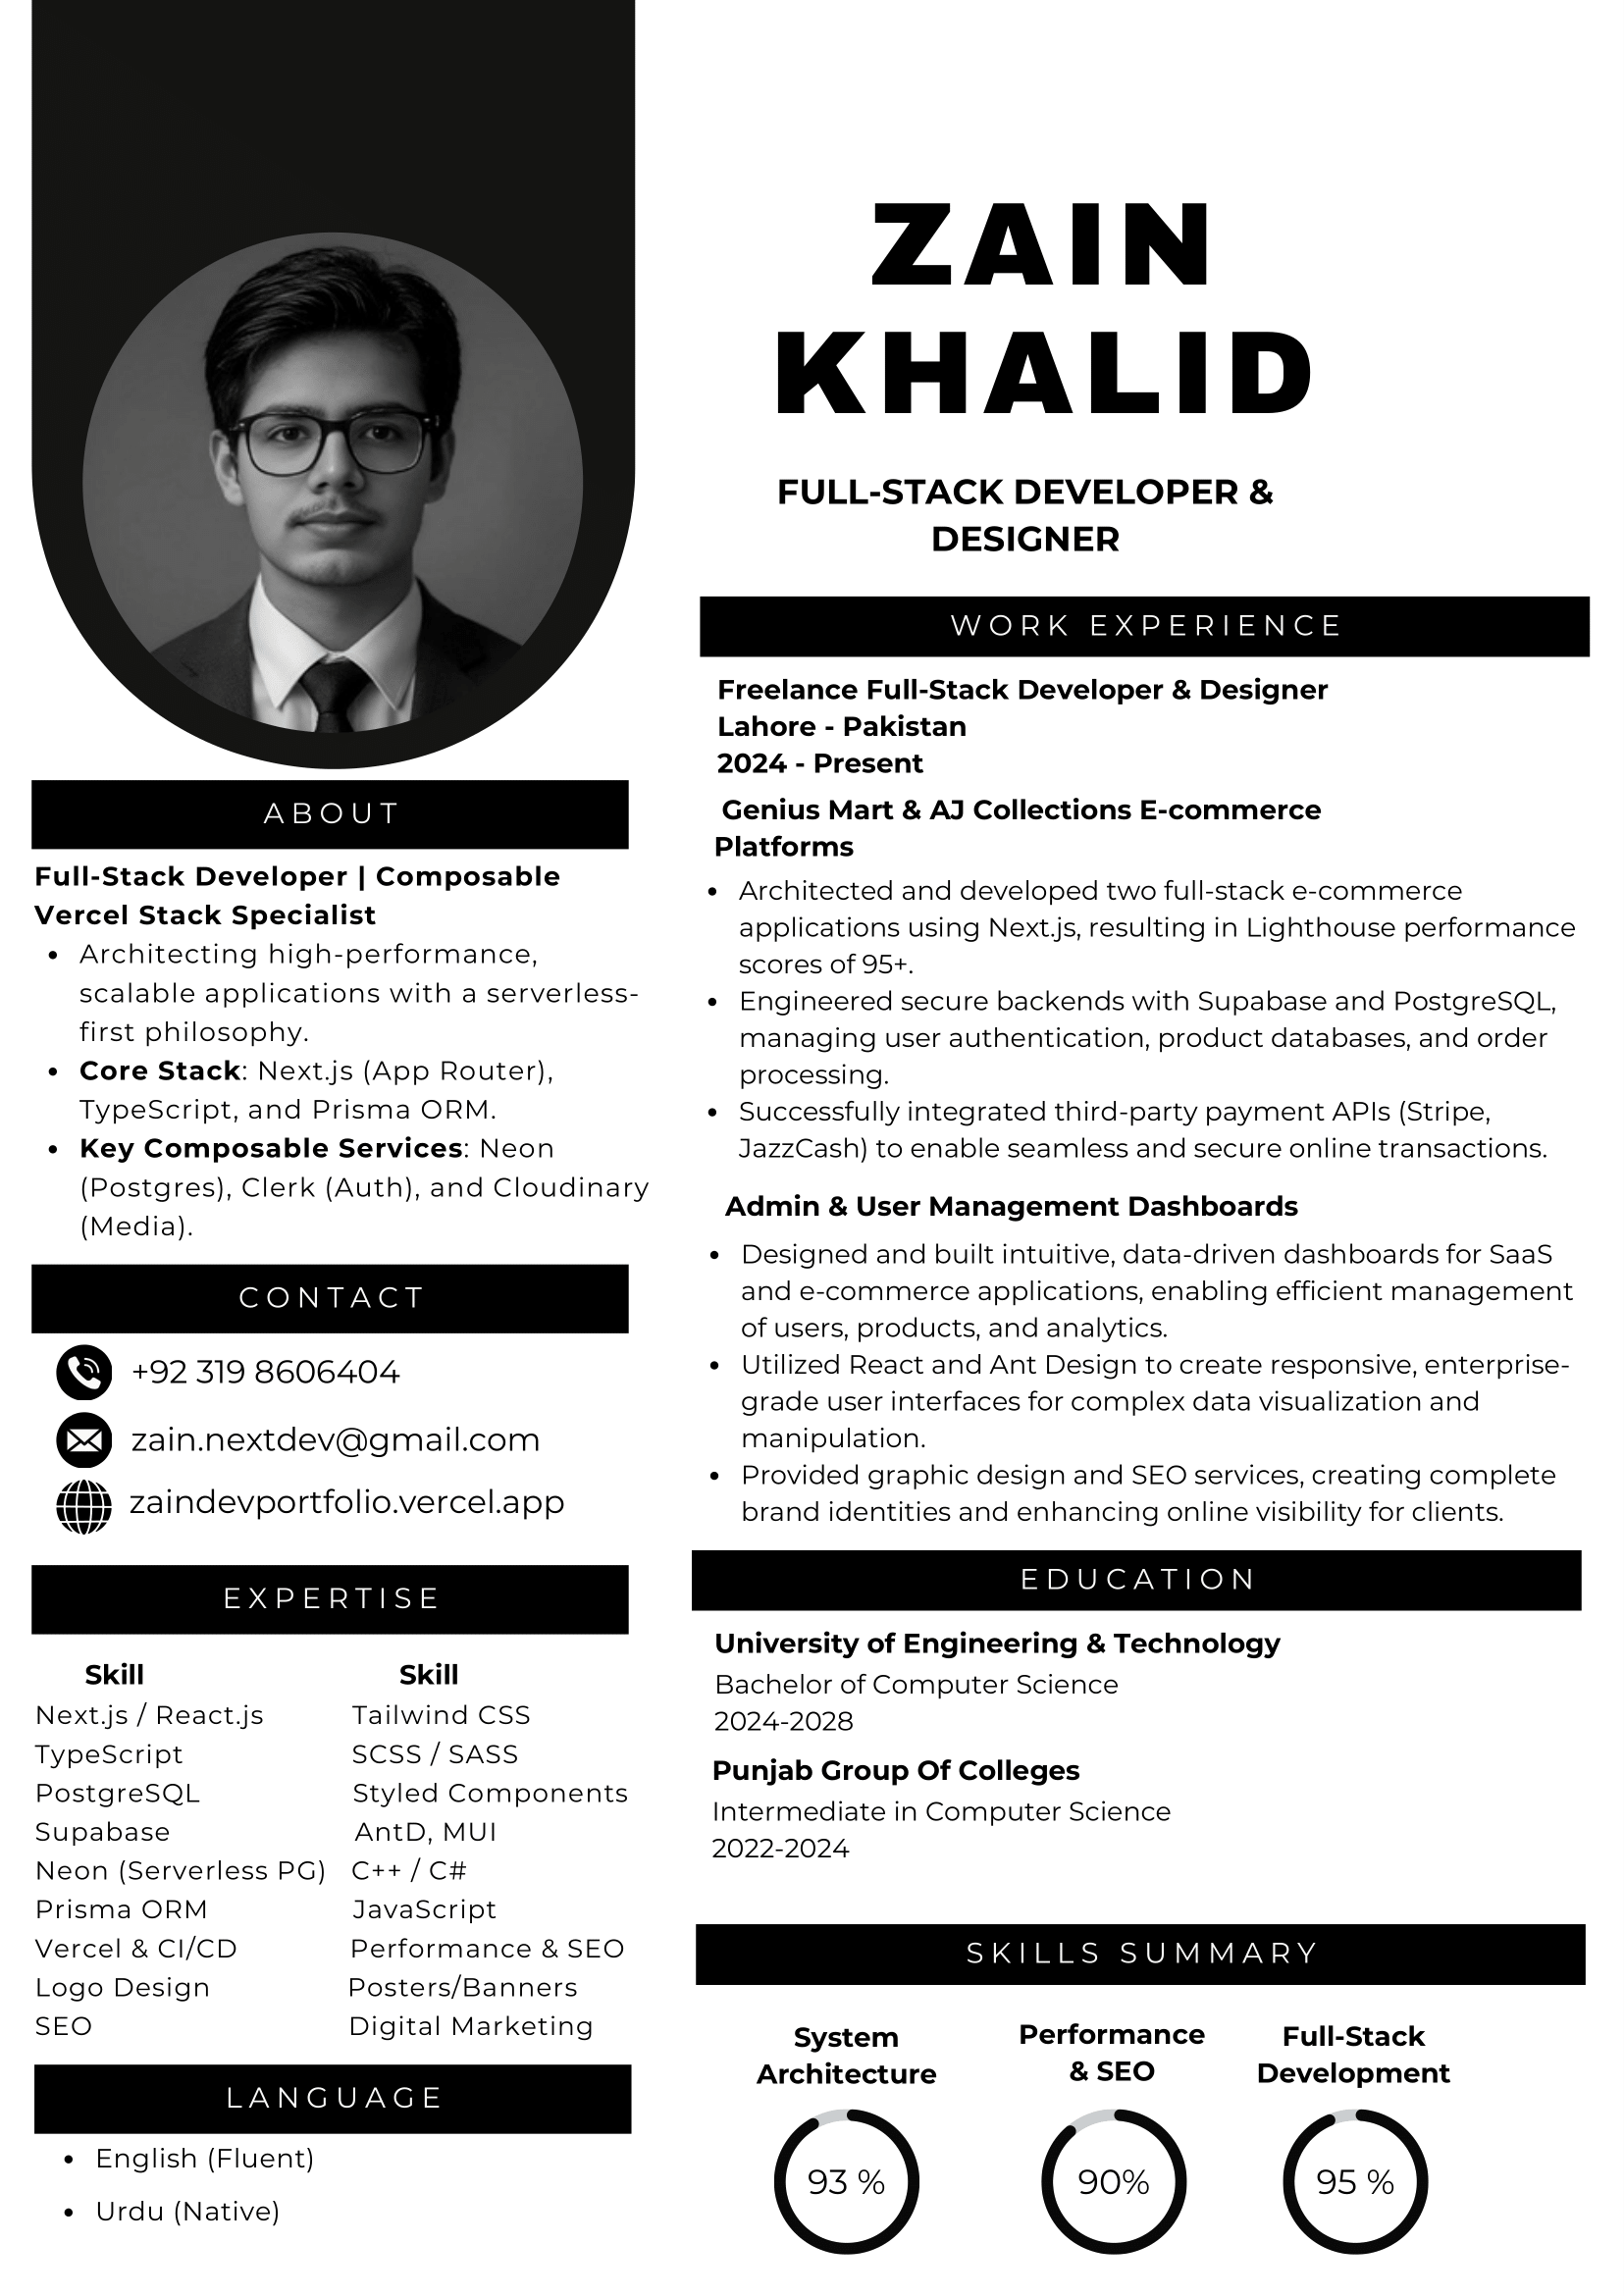 ZAIN
KHALID
FULL-STACK DEVELOPER &
DESIGNER
ABOUT
Full-Stack Developer | Composable
Vercel Stack Specialist
• Architecting high-performance,
scalable applications with a serverless-
first philosophy.
• Core Stack: Next.js (App Router),
TypeScript, and Prisma ORM.
• Key Composable Services: Neon
(Postgres), Clerk (Auth), and Cloudinary
(Media).
CONTACT
+92 319 8606404
zain.nextdev@gmail.com
zaindevportfolio.vercel.app
EXPERTISE
Skill
Next.js / React.js
TypeScript
PostgreSQL
Supabase
Neon (Serverless PG)
Prisma ORM
Vercel & CI/CD
Logo Design
SEO
Skill
Tailwind CSS
SCSS / SASS
Styled Components
AntD, MUI
C++ / C#
JavaScript
Performance & SEO
Posters/Banners
Digital Marketing
LANGUAGE
• English (Fluent)
• Urdu (Native)
WORK EXPERIENCE
Freelance Full-Stack Developer & Designer
Lahore - Pakistan
2024 - Present
Genius Mart & AJ Collections E-commerce
Platforms
• Architected and developed two full-stack e-commerce
applications using Next.js, resulting in Lighthouse performance
scores of 95+.
• Engineered secure backends with Supabase and PostgreSQL,
managing user authentication, product databases, and order
processing.
• Successfully integrated third-party payment APIs (Stripe,
JazzCash) to enable seamless and secure online transactions.
Admin & User Management Dashboards
• Designed and built intuitive, data-driven dashboards for SaaS
and e-commerce applications, enabling efficient management
of users, products, and analytics.
• Utilized React and Ant Design to create responsive, enterprise-
grade user interfaces for complex data visualization and
manipulation.
• Provided graphic design and SEO services, creating complete
brand identities and enhancing online visibility for clients.
EDUCATION
University of Engineering & Technology
Bachelor of Computer Science
2024-2028
Punjab Group Of Colleges
Intermediate in Computer Science
2022-2024
SKILLS SUMMARY
System
Architecture
93 %
Performance
& SEO
90%
Full-Stack
Development
95 %